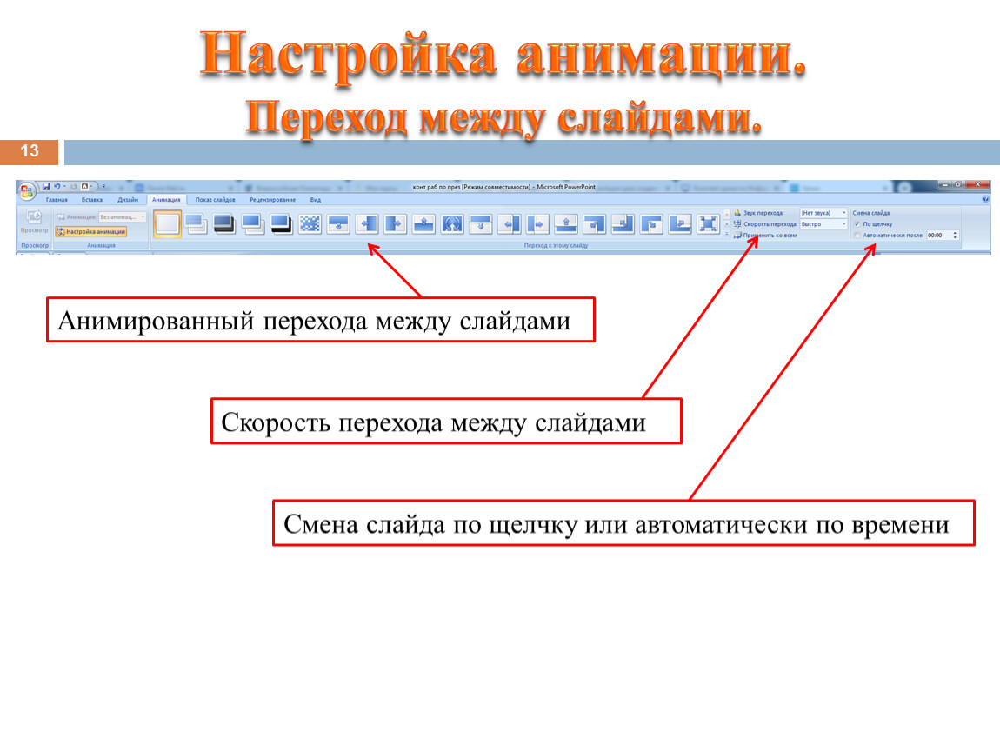 Настройка анимации.
Переход между слайдами.
13
конт раб по през [Режим совместимости] - Microsoft PowerPoint
Главная Вставка Дизайн Анимация Показ слайдов Рецензирование Вид
Просмотр
Анимация: Без анимац...
Настройка анимации
Звук перехода: [Нет звука]
Скорость перехода: Быстро
Применить ко всем
Смена слайда
По щелчку
Автоматически после: 00:00
Просмотр Анимация Переход к этому слайду
Анимированный перехода между слайдами
Скорость перехода между слайдами
Смена слайда по щелчку или автоматически по времени